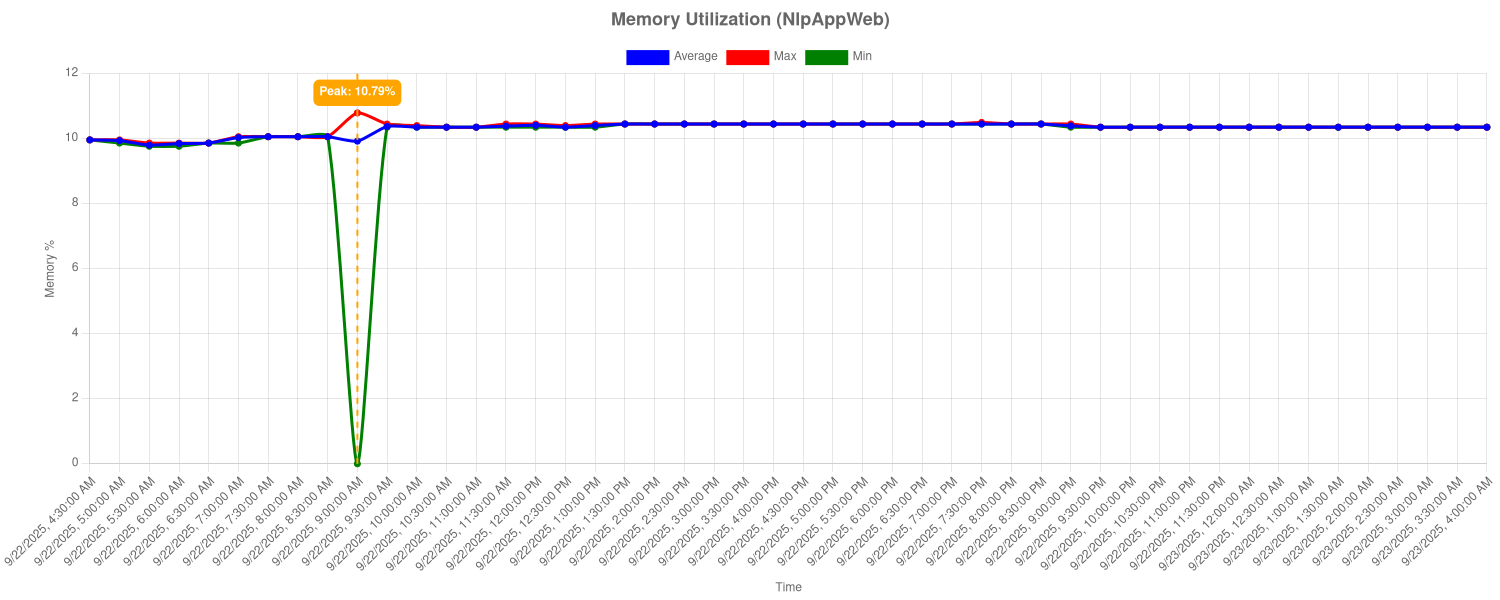 Memory Utilization (NlpAppWeb)
Average Max Min
Peak: 10.79%
12
10
8
6
4
2
0
Memory %
9/22/2025, 4:30:00 AM
9/22/2025, 5:00:00 AM
9/22/2025, 5:30:00 AM
9/22/2025, 6:00:00 AM
9/22/2025, 6:30:00 AM
9/22/2025, 7:00:00 AM
9/22/2025, 7:30:00 AM
9/22/2025, 8:00:00 AM
9/22/2025, 8:30:00 AM
9/22/2025, 9:00:00 AM
9/22/2025, 9:30:00 AM
9/22/2025, 10:00:00 AM
9/22/2025, 10:30:00 AM
9/22/2025, 11:00:00 AM
9/22/2025, 11:30:00 AM
9/22/2025, 12:00:00 PM
9/22/2025, 12:30:00 PM
9/22/2025, 1:00:00 PM
9/22/2025, 1:30:00 PM
9/22/2025, 2:00:00 PM
9/22/2025, 2:30:00 PM
9/22/2025, 3:00:00 PM
9/22/2025, 3:30:00 PM
9/22/2025, 4:00:00 PM
9/22/2025, 4:30:00 PM
9/22/2025, 5:00:00 PM
9/22/2025, 5:30:00 PM
9/22/2025, 6:00:00 PM
9/22/2025, 6:30:00 PM
9/22/2025, 7:00:00 PM
9/22/2025, 7:30:00 PM
9/22/2025, 8:00:00 PM
9/22/2025, 8:30:00 PM
9/22/2025, 9:00:00 PM
9/22/2025, 9:30:00 PM
9/22/2025, 10:00:00 PM
9/22/2025, 10:30:00 PM
9/22/2025, 11:00:00 PM
9/22/2025, 11:30:00 PM
9/23/2025, 12:00:00 AM
9/23/2025, 12:30:00 AM
9/23/2025, 1:00:00 AM
9/23/2025, 1:30:00 AM
9/23/2025, 2:00:00 AM
9/23/2025, 2:30:00 AM
9/23/2025, 3:00:00 AM
9/23/2025, 3:30:00 AM
9/23/2025, 4:00:00 AM
Time